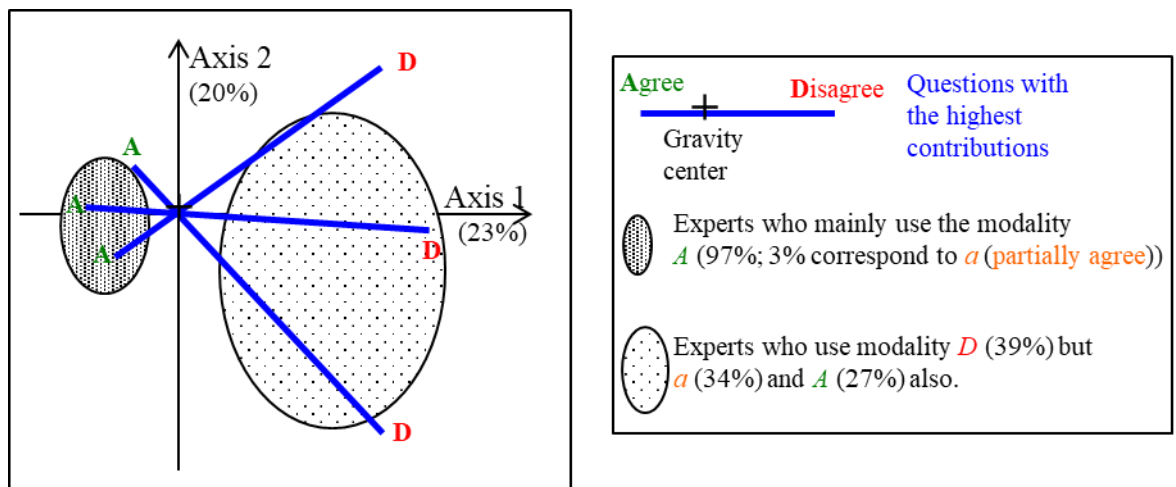 Axis 2
(20%)
D
A
A
Axis 1
(23%)
D
A
D
Agree
Disagree
Questions with
the highest
contributions
Gravity
center
Experts who mainly use the modality
A (97%; 3% correspond to a (partially agree))
Experts who use modality D (39%) but
a (34%) and A (27%) also.